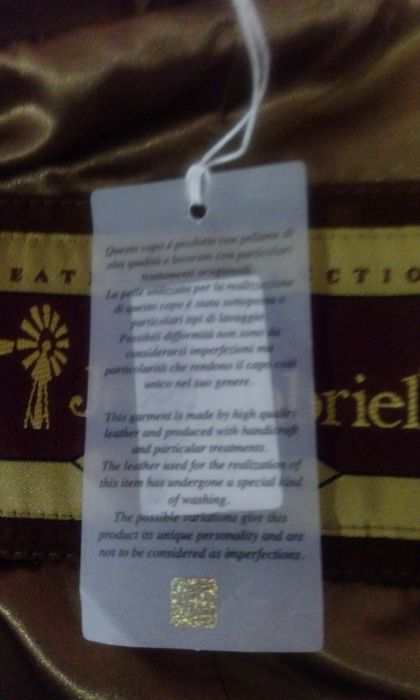 Questo capo è prodotto con pellame di
alta qualità e lavorato con particolari
trattamenti artigianali.
La pelle utilizzata per la realizzazione
di questo capo è stata sottoposta a
particolari tipi di lavaggio.
Possibili difformità non sono da
considerarsi imperfezioni ma
particolarità che rendono il capo così
unico nel suo genere.
This garment is made by high quality
leather and produced with handicraft
and particular treatments.
The leather used for the realization of
this item has undergone a special kind
of washing.
The possible variations give this
product its unique personality and are
not to be considered as imperfections.